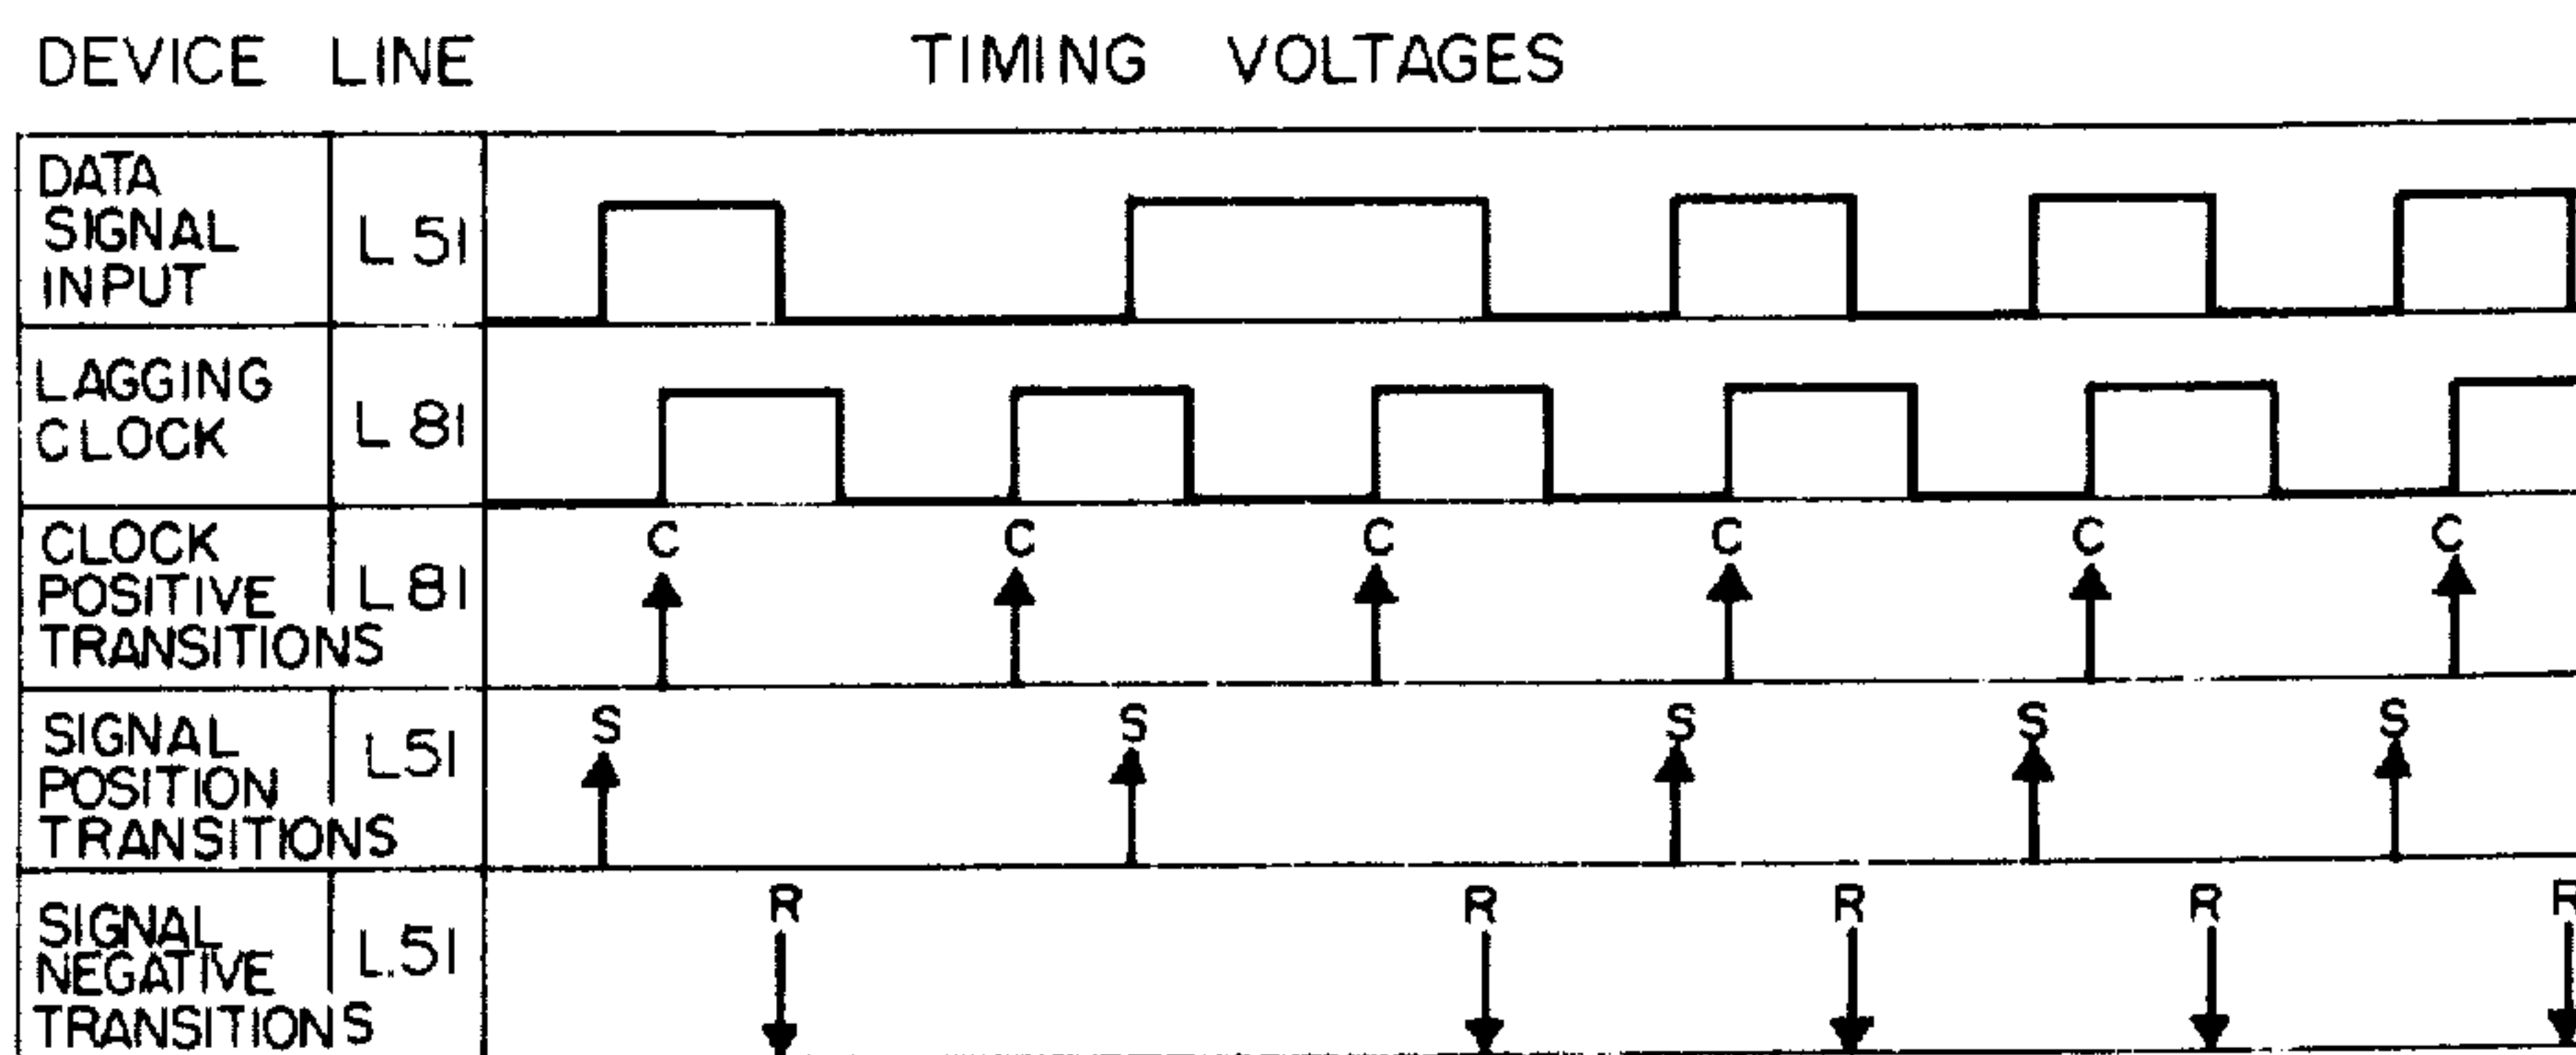 DEVICE LINE TIMING VOLTAGES
DATA
SIGNAL
INPUT
L 51
LAGGING
CLOCK
L 81
CLOCK
POSITIVE
TRANSITIONS
L 81
C C C C C C
SIGNAL
POSITION
TRANSITIONS
L51
S S S S S
SIGNAL
NEGATIVE
TRANSITIONS
L.51
R R R R R